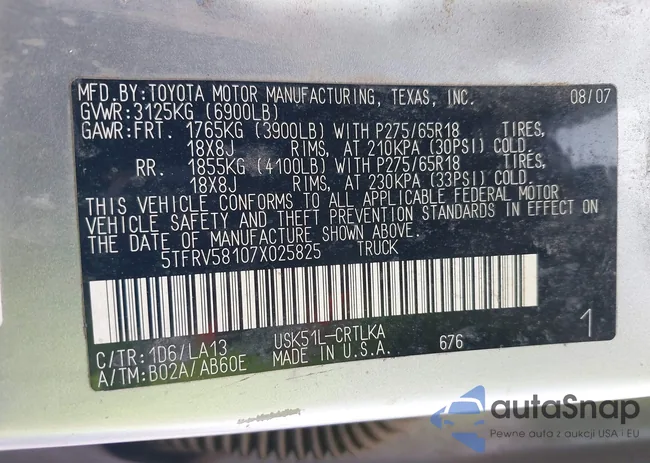 MFD.BY:TOYOTA MOTOR MANUFACTURING, TEXAS, INC. 08/07
GVWR:3125KG (6900LB)
GAWR:FRT. 1765KG (3900LB) WITH P275/65R18 TIRES,
18X8J RIMS, AT 210KPA (30PSI) COLD.
RR. 1855KG (4100LB) WITH P275/65R18 TIRES,
18X8J RIMS, AT 230KPA (33PSI) COLD.
THIS VEHICLE CONFORMS TO ALL APPLICABLE FEDERAL MOTOR
VEHICLE SAFETY AND THEFT PREVENTION STANDARDS IN EFFECT ON
THE DATE OF MANUFACTURE SHOWN ABOVE.
5TFRV58107X025825 TRUCK
C/TR:1D6/LA13 USK51L-CRTLKA
A/TM:B02A/AB60E MADE IN U.S.A. 676 1
autoSnap
Pewne auto z aukcji USA i EU